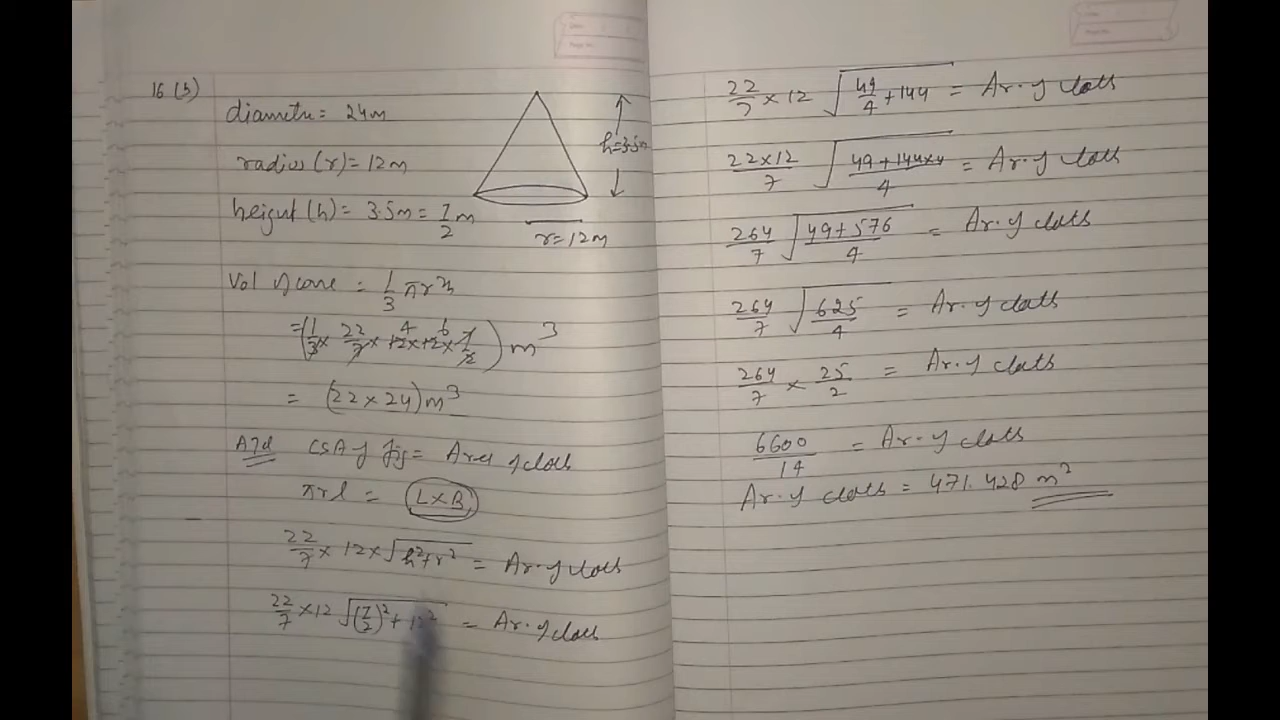 16 (b)
diameter = 24m
radius (r) = 12m
height (h) = 3.5m = 7/2 m
h=3.5m
r=12m
Vol of cone = 1/3 πr²h
= (1/3 × 22/7 × 12 × 12 × 7/2) m³
4 6
= (22 × 24) m³
ATQ CSA of fig = Area of cloth
πrl = L×B
22/7 × 12 × √h²+r² = Ar. of cloth
22/7 × 12 √(7/2)² + 12² = Ar. of cloth
22/7 × 12 √49/4 + 144 = Ar. of cloth
22×12/7 √49+144×4/4 = Ar. of cloth
264/7 √49+576/4 = Ar. of cloth
264/7 √625/4 = Ar. of cloth
264/7 × 25/2 = Ar. of cloth
6600/14 = Ar. of cloth
Ar. of cloth = 471.428 m²